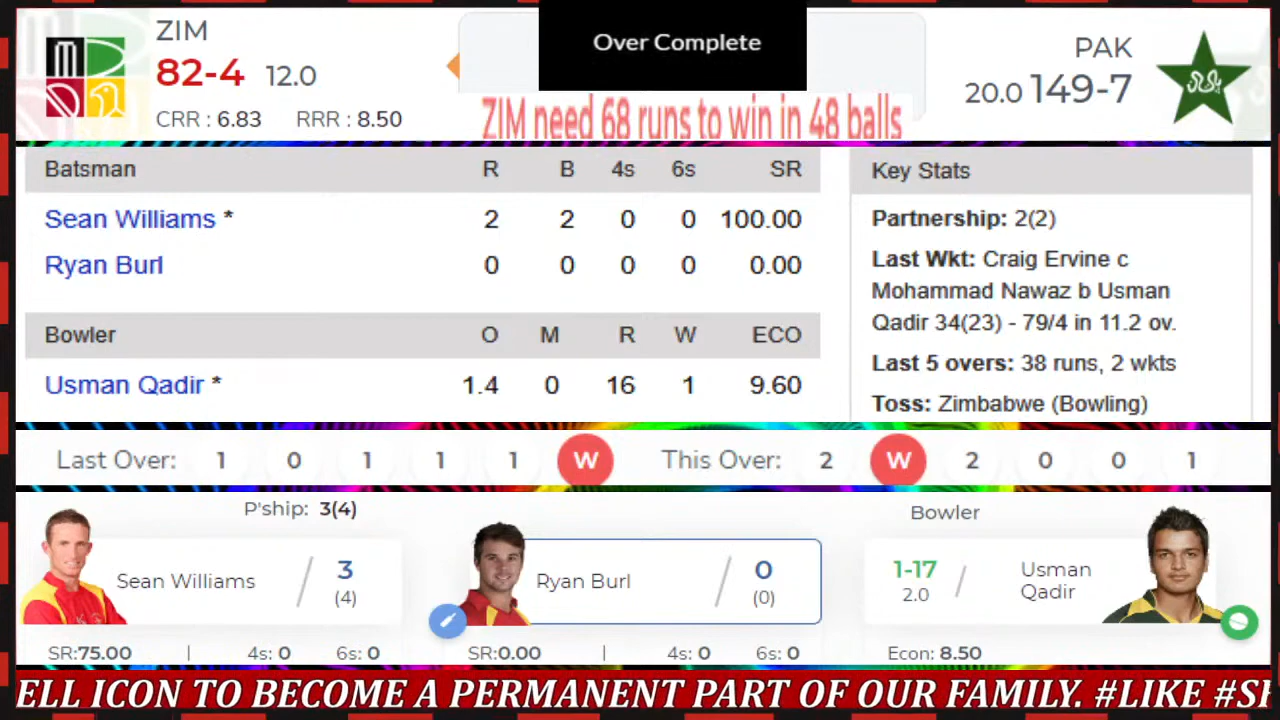 ZIM
82-4 12.0
CRR : 6.83 RRR : 8.50
Over Complete
ZIM need 68 runs to win in 48 balls
PAK
20.0 149-7
Batsman R B 4s 6s SR
Sean Williams * 2 2 0 0 100.00
Ryan Burl 0 0 0 0 0.00
Bowler O M R W ECO
Usman Qadir * 1.4 0 16 1 9.60
Key Stats
Partnership: 2(2)
Last Wkt: Craig Ervine c
Mohammad Nawaz b Usman
Qadir 34(23) - 79/4 in 11.2 ov.
Last 5 overs: 38 runs, 2 wkts
Toss: Zimbabwe (Bowling)
Last Over: 1 0 1 1 1 W This Over: 2 W 2 0 0 1
P'ship: 3(4)
Sean Williams / 3
(4)
SR:75.00 | 4s: 0 6s: 0
Ryan Burl / 0
(0)
SR:0.00 | 4s: 0 6s: 0
Bowler
1-17 / Usman
2.0 Qadir
Econ: 8.50
ELL ICON TO BECOME A PERMANENT PART OF OUR FAMILY. #LIKE #SH